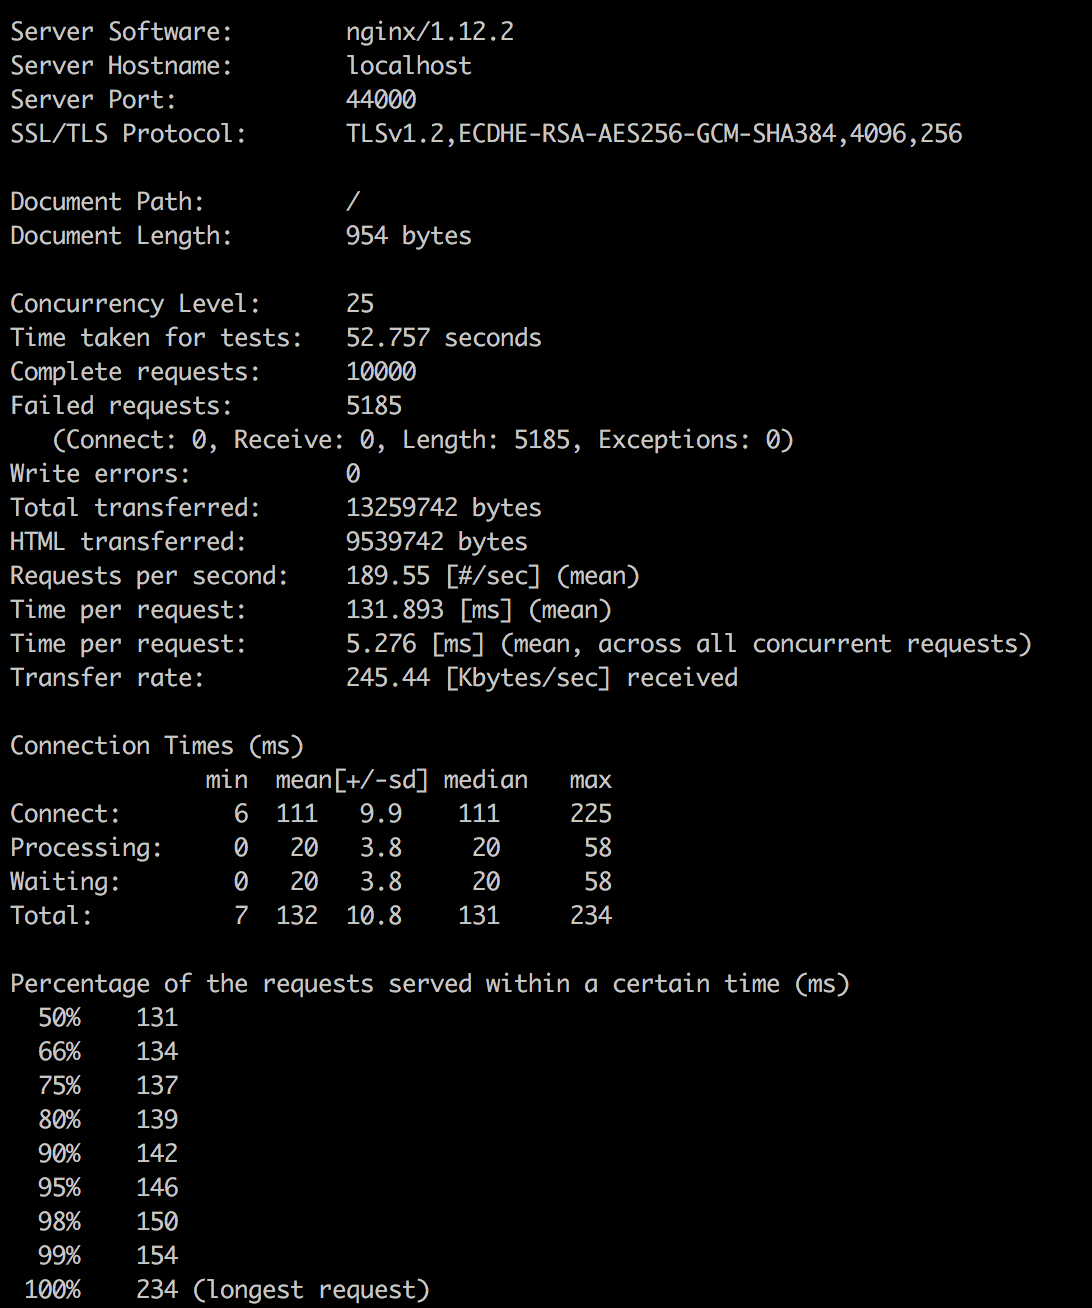 Server Software:        nginx/1.12.2
Server Hostname:        localhost
Server Port:            44000
SSL/TLS Protocol:       TLSv1.2,ECDHE-RSA-AES256-GCM-SHA384,4096,256

Document Path:          /
Document Length:        954 bytes

Concurrency Level:      25
Time taken for tests:   52.757 seconds
Complete requests:      10000
Failed requests:        5185
   (Connect: 0, Receive: 0, Length: 5185, Exceptions: 0)
Write errors:           0
Total transferred:      13259742 bytes
HTML transferred:       9539742 bytes
Requests per second:    189.55 [#/sec] (mean)
Time per request:       131.893 [ms] (mean)
Time per request:       5.276 [ms] (mean, across all concurrent requests)
Transfer rate:          245.44 [Kbytes/sec] received

Connection Times (ms)
              min  mean[+/-sd] median   max
Connect:        6  111   9.9    111     225
Processing:     0   20   3.8     20      58
Waiting:        0   20   3.8     20      58
Total:          7  132  10.8    131     234

Percentage of the requests served within a certain time (ms)
  50%    131
  66%    134
  75%    137
  80%    139
  90%    142
  95%    146
  98%    150
  99%    154
 100%    234 (longest request)